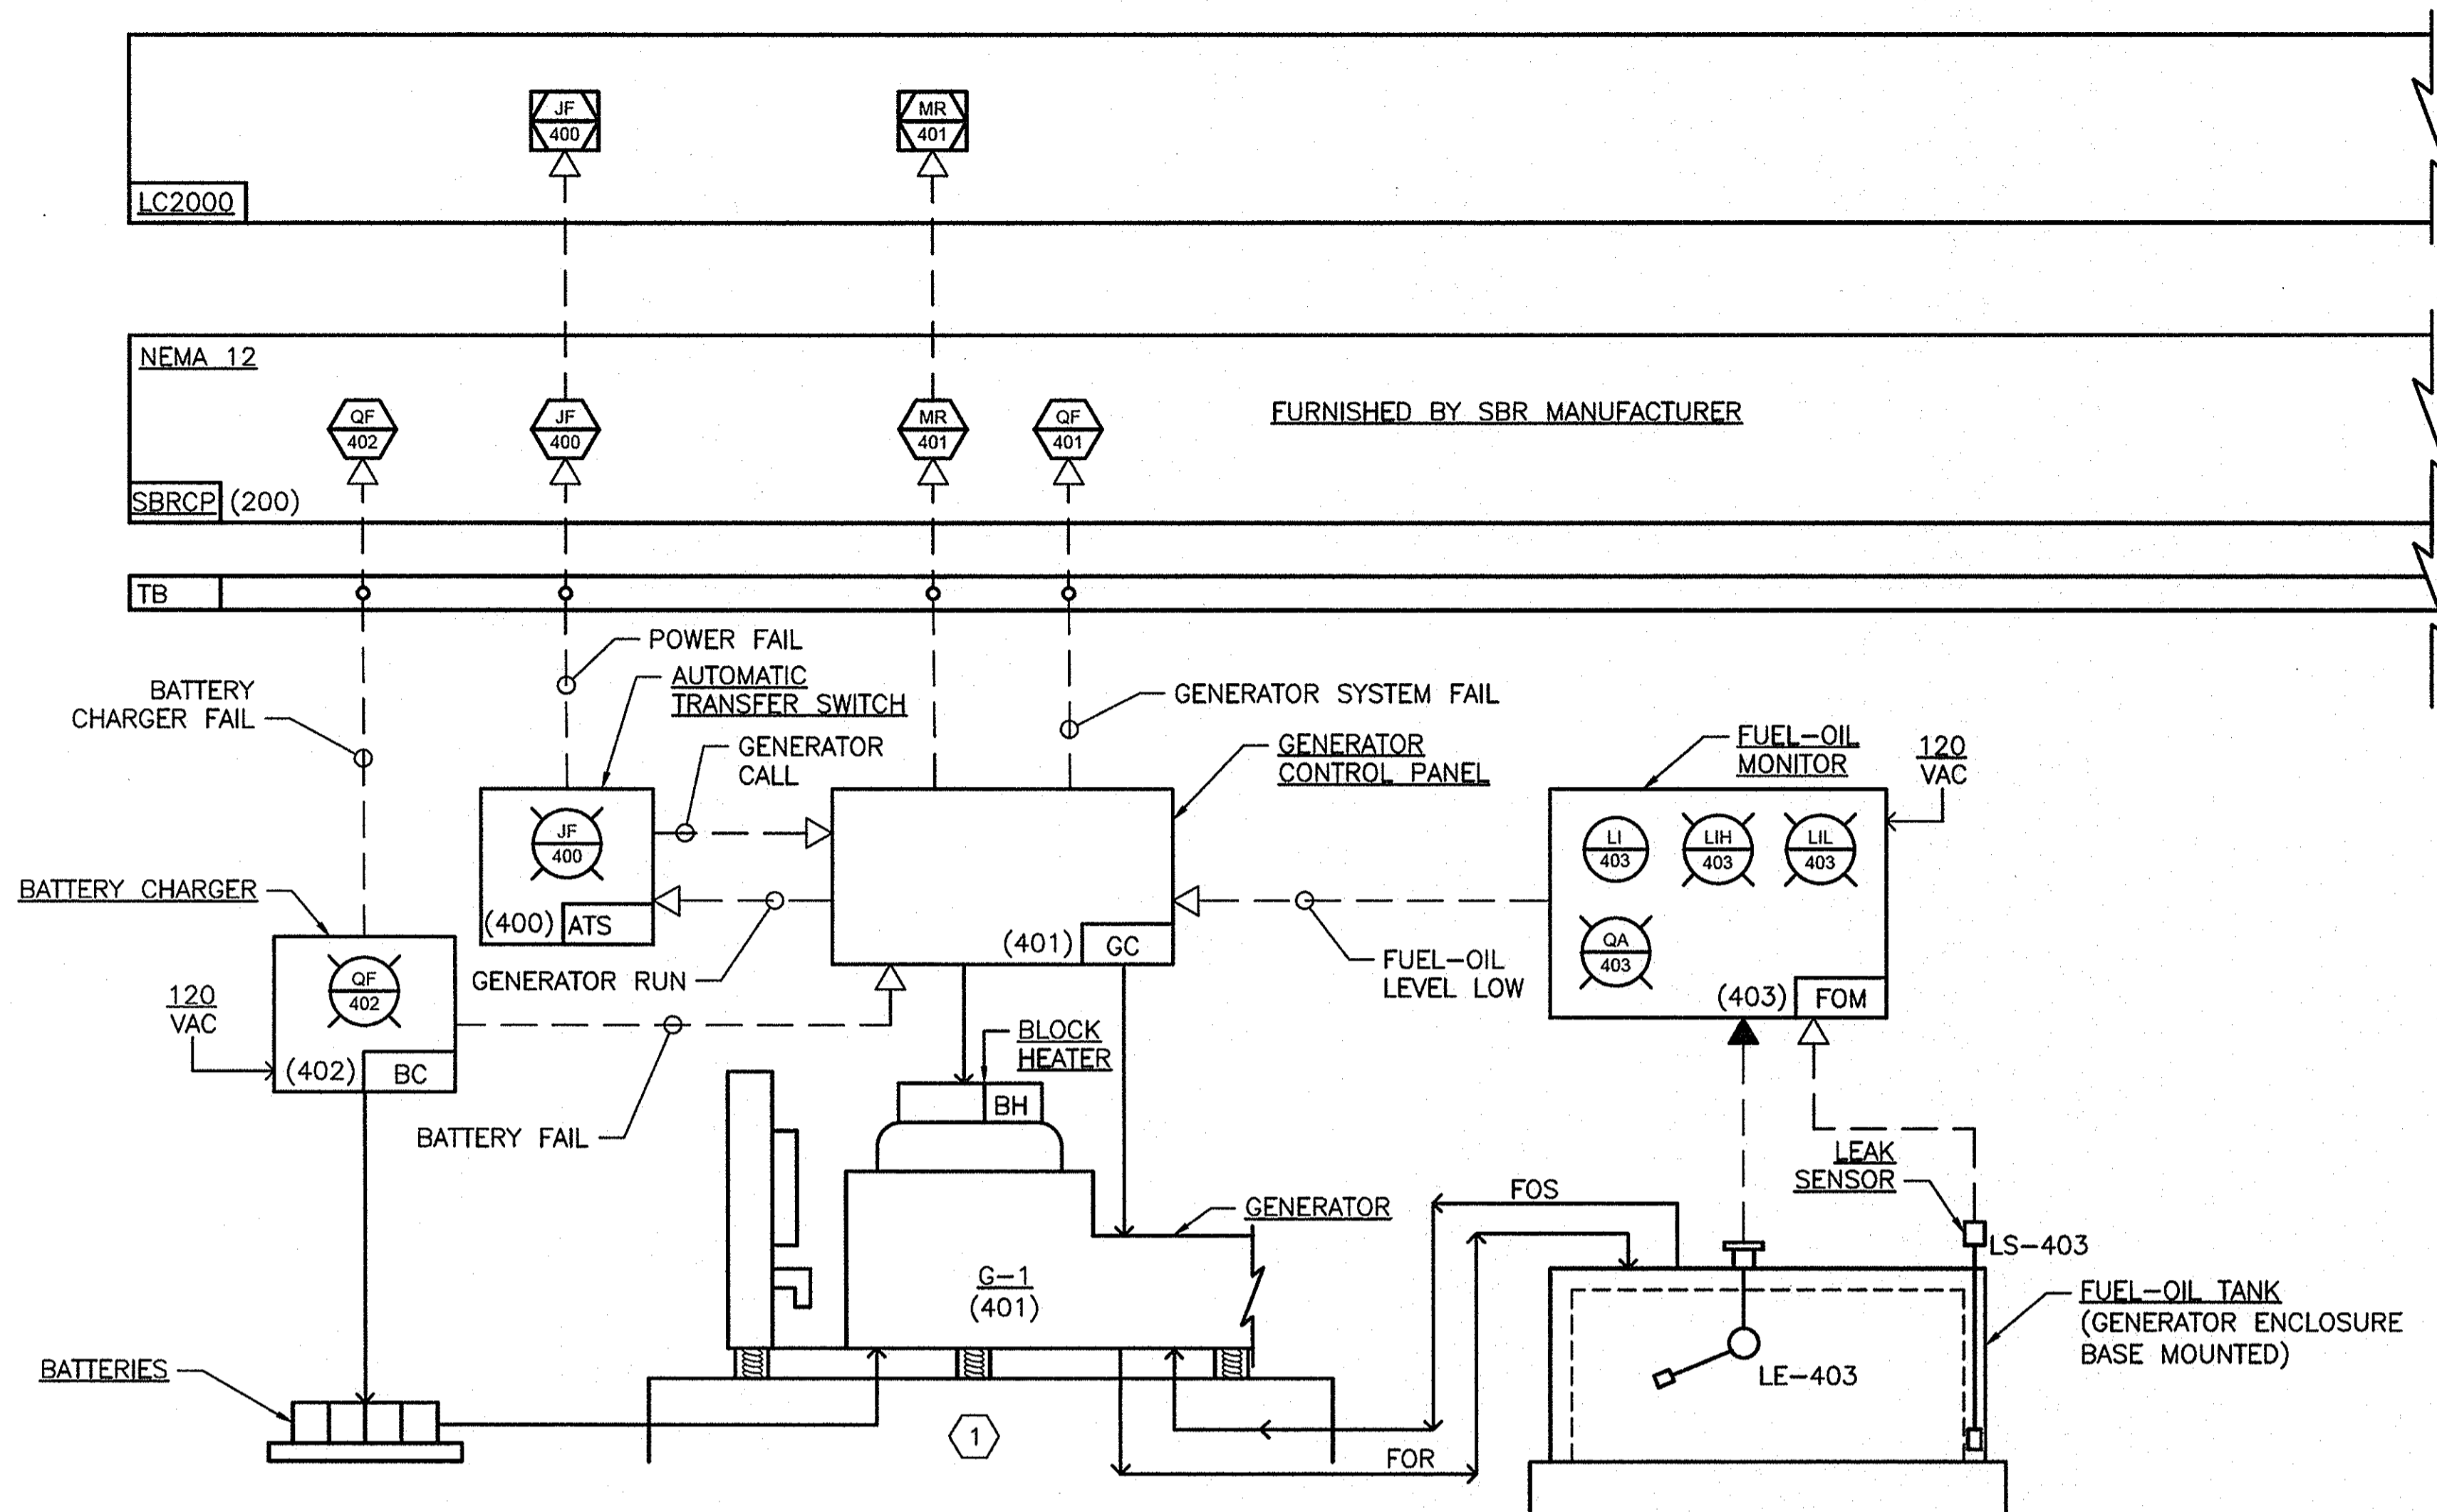 JF
400
MR
401
LC2000
NEMA 12
QF
402
JF
400
MR
401
QF
401
FURNISHED BY SBR MANUFACTURER
SBRCP (200)
TB
POWER FAIL
AUTOMATIC
TRANSFER SWITCH
BATTERY
CHARGER FAIL
GENERATOR SYSTEM FAIL
GENERATOR
CALL
GENERATOR
CONTROL PANEL
FUEL-OIL
MONITOR
120
VAC
JF
400
LI
403
LIH
403
LIL
403
BATTERY CHARGER
(400) ATS
(401) GC
QA
403
FUEL-OIL
LEVEL LOW
GENERATOR RUN
QF
402
120
VAC
(403) FOM
(402) BC
BLOCK
HEATER
BH
BATTERY FAIL
LEAK
SENSOR
FOS
GENERATOR
LS-403
G-1
(401)
FUEL-OIL TANK
(GENERATOR ENCLOSURE
BASE MOUNTED)
LE-403
BATTERIES
1
FOR